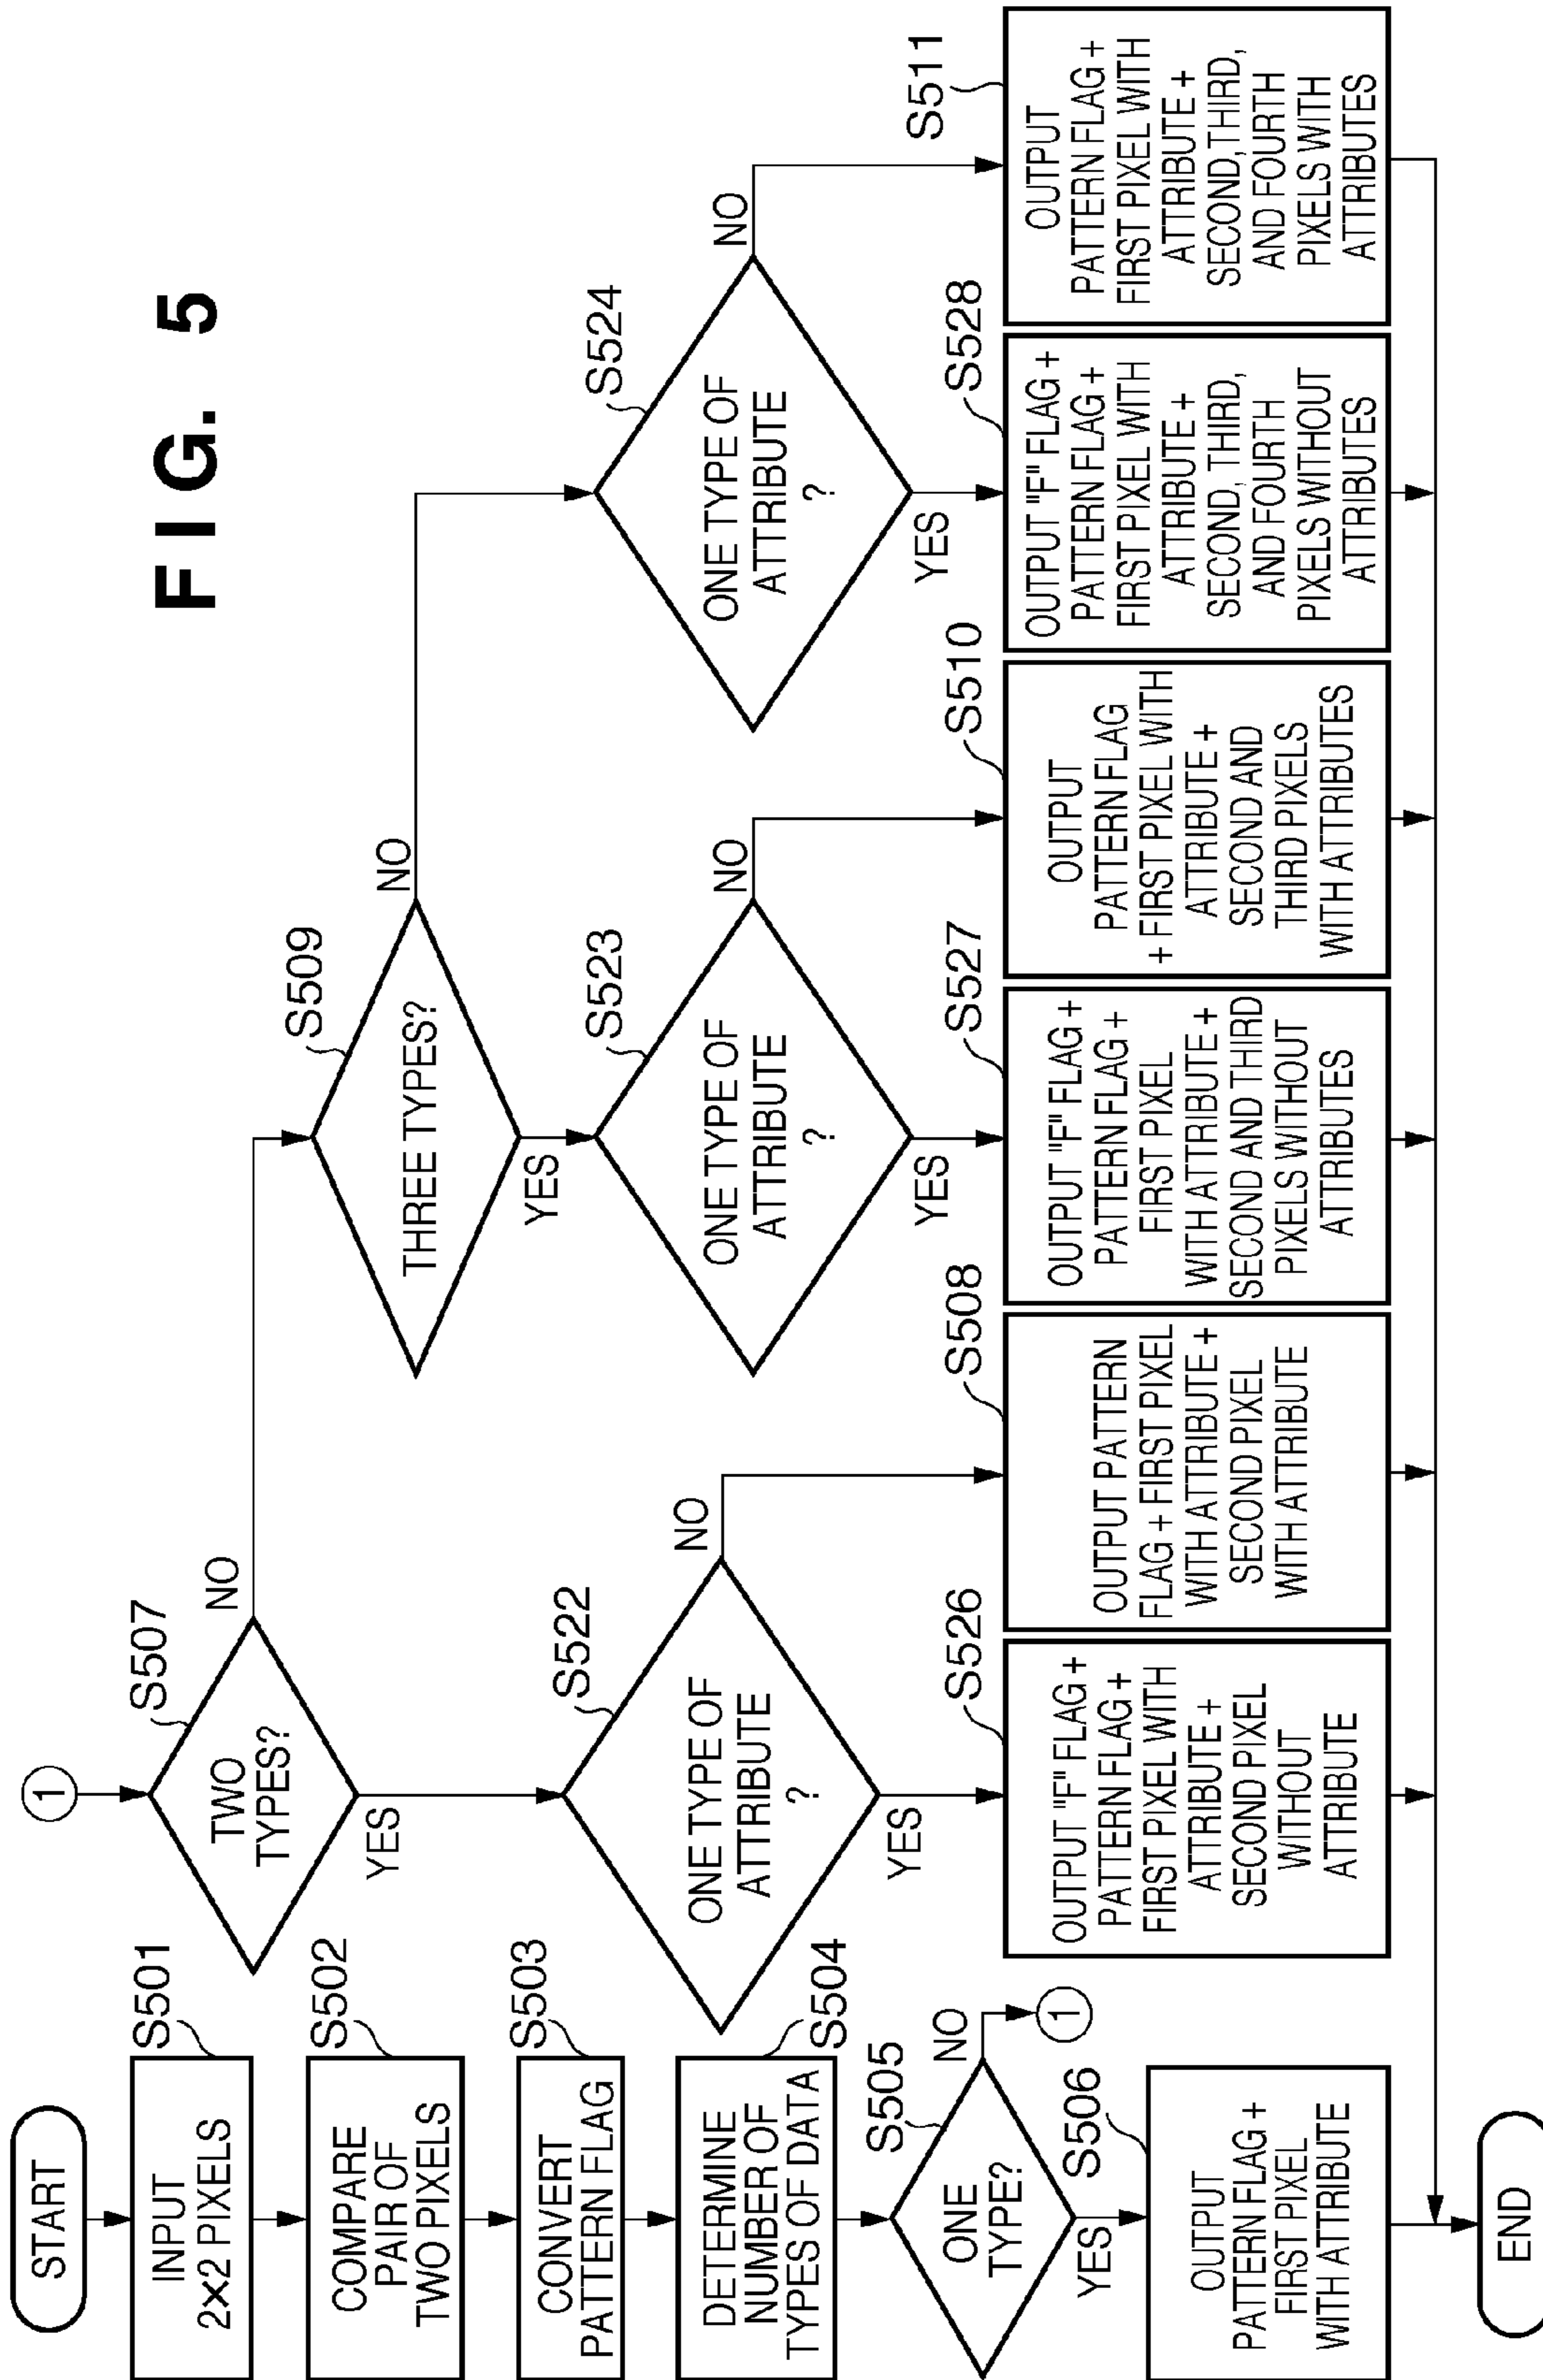 FIG. 5
START
INPUT
2×2 PIXELS
S501
COMPARE
PAIR OF
TWO PIXELS
S502
CONVERT
PATTERN FLAG
S503
DETERMINE
NUMBER OF
TYPES OF DATA
S504
ONE
TYPE?
S505
NO
1
YES
S506
OUTPUT
PATTERN FLAG +
FIRST PIXEL
WITH ATTRIBUTE
END
1
TWO
TYPES?
S507
NO
YES
ONE TYPE OF
ATTRIBUTE
?
S522
NO
YES
S526
OUTPUT "F" FLAG +
PATTERN FLAG +
FIRST PIXEL WITH
ATTRIBUTE +
SECOND PIXEL
WITHOUT
ATTRIBUTE
S508
OUTPUT PATTERN
FLAG + FIRST PIXEL
WITH ATTRIBUTE +
SECOND PIXEL
WITH ATTRIBUTE
THREE TYPES?
S509
NO
YES
ONE TYPE OF
ATTRIBUTE
?
S523
NO
YES
S527
OUTPUT "F" FLAG +
PATTERN FLAG +
FIRST PIXEL
WITH ATTRIBUTE +
SECOND AND THIRD
PIXELS WITHOUT
ATTRIBUTES
S510
OUTPUT
PATTERN FLAG
+ FIRST PIXEL WITH
ATTRIBUTE +
SECOND AND
THIRD PIXELS
WITH ATTRIBUTES
ONE TYPE OF
ATTRIBUTE
?
S524
NO
YES
S528
OUTPUT "F" FLAG +
PATTERN FLAG +
FIRST PIXEL WITH
ATTRIBUTE +
SECOND, THIRD,
AND FOURTH
PIXELS WITHOUT
ATTRIBUTES
S511
OUTPUT
PATTERN FLAG +
FIRST PIXEL WITH
ATTRIBUTE +
SECOND, THIRD,
AND FOURTH
PIXELS WITH
ATTRIBUTES